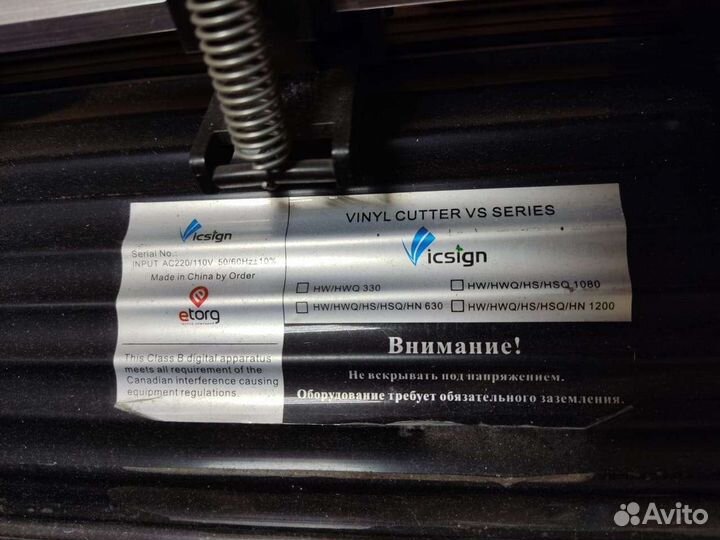 Vicsign
Serial No.:
INPUT AC220/110V 50/60Hz±10%
Made in China by Order
etorg
This Class B digital apparatus
meets all requirement of the
Canadian interference causing
equipment regulations.
VINYL CUTTER VS SERIES
Vicsign
HW/HWQ 330
HW/HWQ/HS/HSQ 1080
HW/HWQ/HS/HSQ/HN 630
HW/HWQ/HS/HSQ/HN 1200
Внимание!
Не вскрывать под напряжением.
Оборудование требует обязательного заземления.
Avito